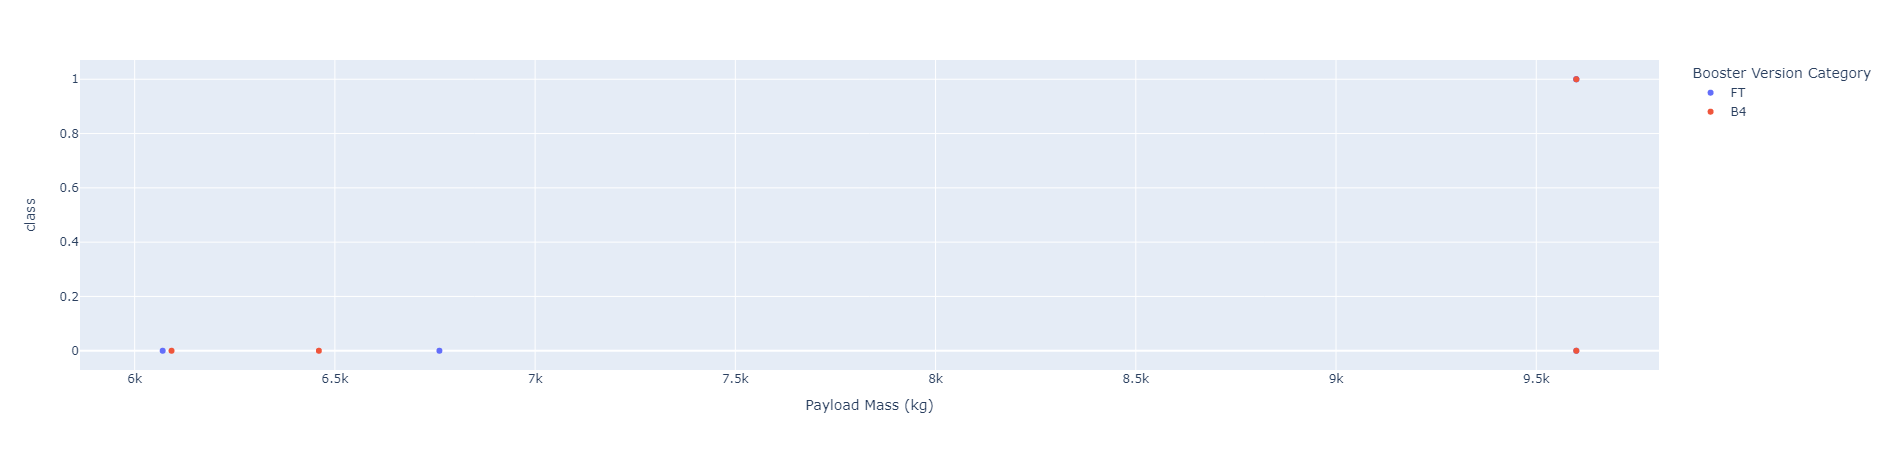 Booster Version Category
FT
B4
class
1
0.8
0.6
0.4
0.2
0
6k 6.5k 7k 7.5k 8k 8.5k 9k 9.5k
Payload Mass (kg)